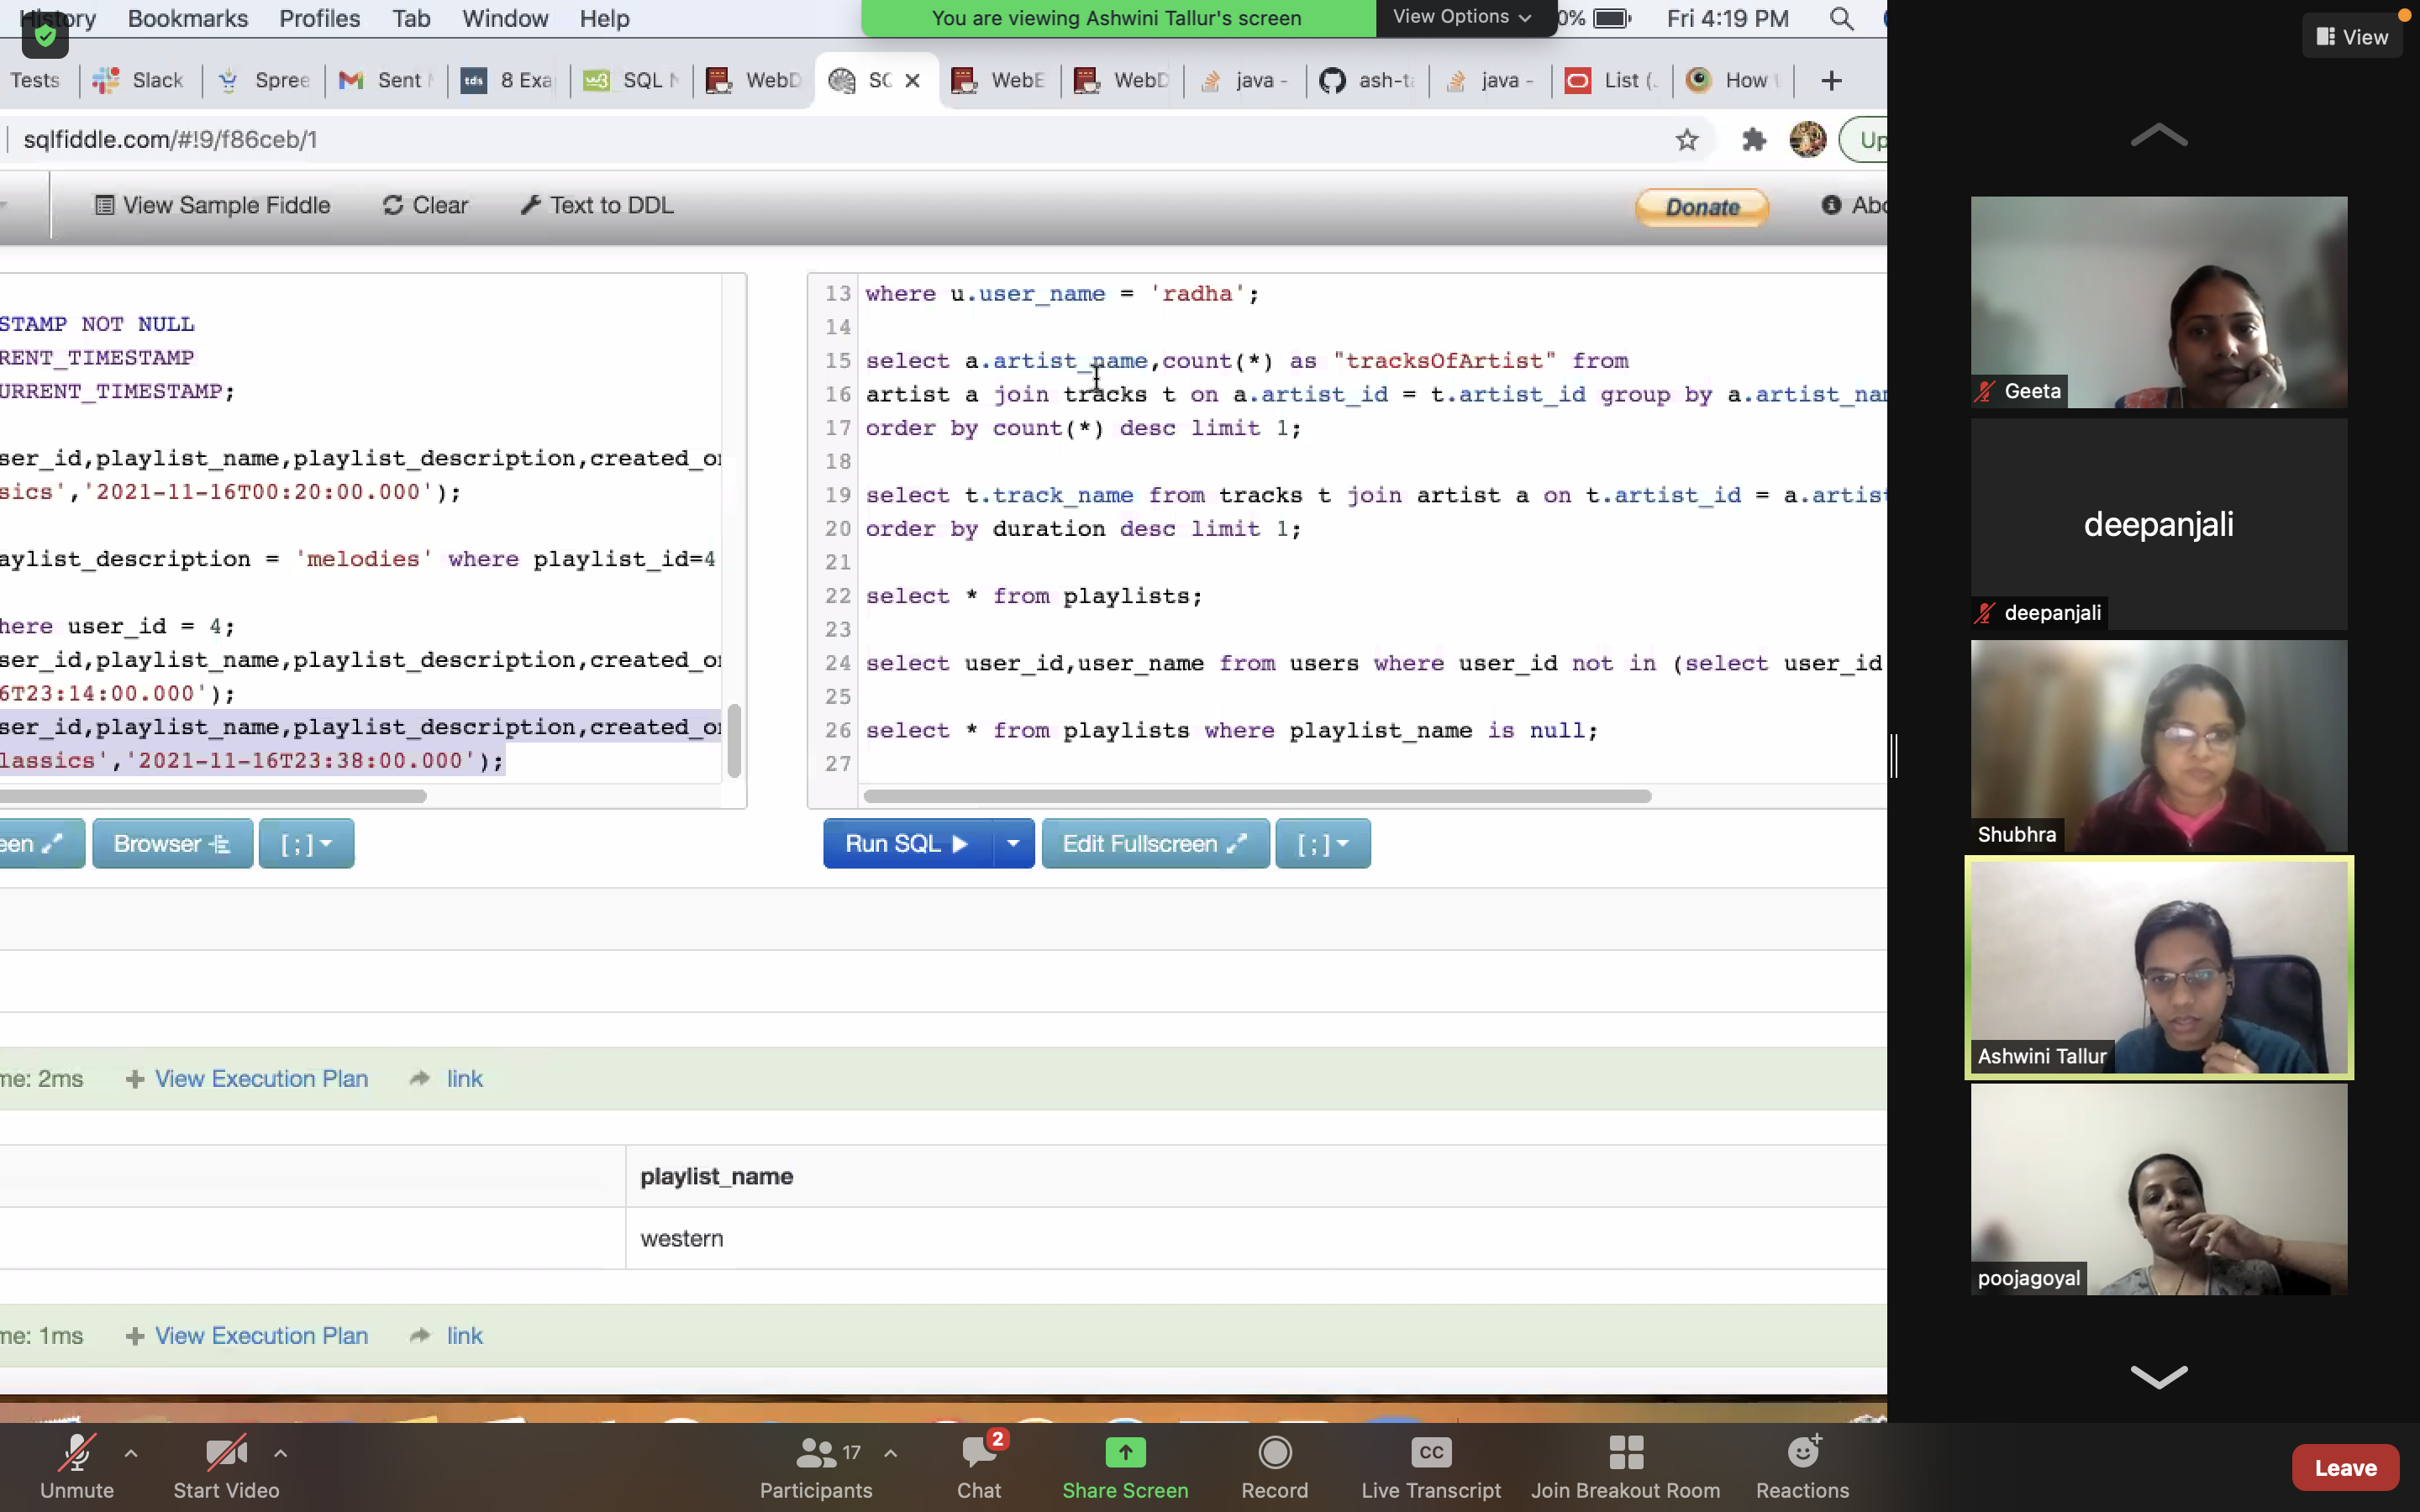 History Bookmarks Profiles Tab Window Help
You are viewing Ashwini Tallur's screen
View Options
0% Fri 4:19 PM
View
Tests Slack Spree Sent 8 Exa SQL WebD SC WebE WebD java - ash-ta java - List (. How
sqlfiddle.com/#!9/f86ceb/1
Up
View Sample Fiddle Clear Text to DDL Donate Abo
STAMP NOT NULL
RENT_TIMESTAMP
URRENT_TIMESTAMP;
ser_id,playlist_name,playlist_description,created_o
sics','2021-11-16T00:20:00.000');
aylist_description = 'melodies' where playlist_id=4
here user_id = 4;
ser_id,playlist_name,playlist_description,created_o
6T23:14:00.000');
ser_id,playlist_name,playlist_description,created_o
lassics','2021-11-16T23:38:00.000');
13 where u.user_name = 'radha';
14
15 select a.artist_name,count(*) as "tracksOfArtist" from
16 artist a join tracks t on a.artist_id = t.artist_id group by a.artist_na
17 order by count(*) desc limit 1;
18
19 select t.track_name from tracks t join artist a on t.artist_id = a.artis
20 order by duration desc limit 1;
21
22 select * from playlists;
23
24 select user_id,user_name from users where user_id not in (select user_id
25
26 select * from playlists where playlist_name is null;
27
een Browser [ ; ]
Run SQL Edit Fullscreen [ ; ]
me: 2ms View Execution Plan link
playlist_name
western
me: 1ms View Execution Plan link
Geeta
deepanjali
deepanjali
Shubhra
Ashwini Tallur
poojagoyal
Unmute Start Video
17
Participants
2
Chat
Share Screen
Record
CC
Live Transcript
Join Breakout Room
Reactions
Leave